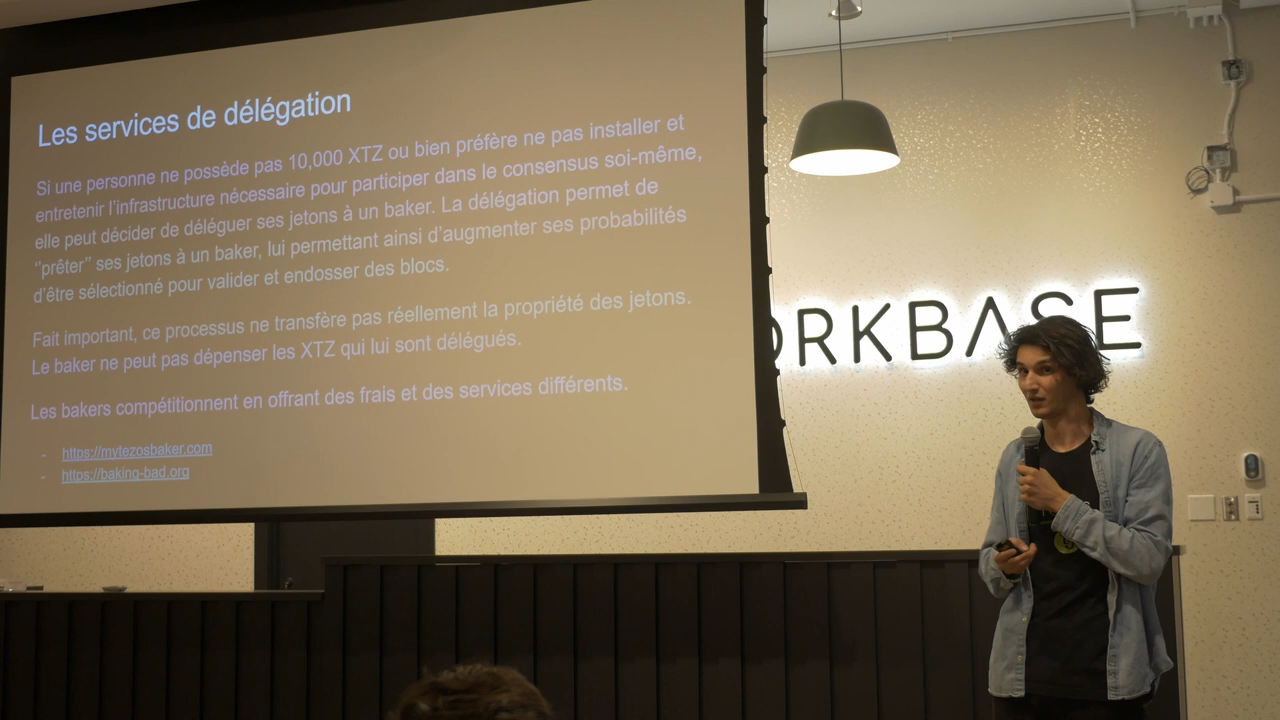 Les services de délégation
Si une personne ne possède pas 10,000 XTZ ou bien préfère ne pas installer et
entretenir l'infrastructure nécessaire pour participer dans le consensus soi-même,
elle peut décider de déléguer ses jetons à un baker. La délégation permet de
"prêter" ses jetons à un baker, lui permettant ainsi d'augmenter ses probabilités
d'être sélectionné pour valider et endosser des blocs.
Fait important, ce processus ne transfère pas réellement la propriété des jetons.
Le baker ne peut pas dépenser les XTZ qui lui sont délégués.
Les bakers compétitionnent en offrant des frais et des services différents.
- https://mytezosbaker.com
- https://baking-bad.org
ORKBASE